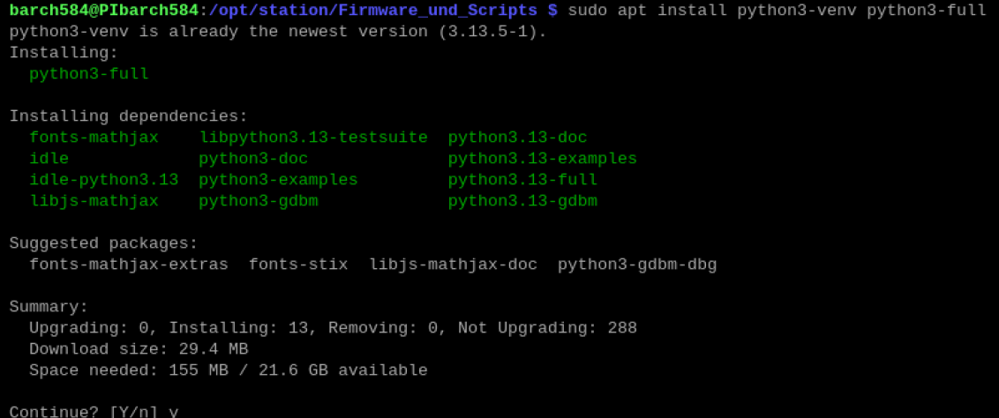 barch584@PIbarch584:/opt/station/Firmware_und_Scripts $ sudo apt install python3-venv python3-full
python3-venv is already the newest version (3.13.5-1).
Installing:
  python3-full

Installing dependencies:
  fonts-mathjax    libpython3.13-testsuite  python3.13-doc
  idle             python3-doc              python3.13-examples
  idle-python3.13  python3-examples         python3.13-full
  libjs-mathjax    python3-gdbm             python3.13-gdbm

Suggested packages:
  fonts-mathjax-extras  fonts-stix  libjs-mathjax-doc  python3-gdbm-dbg

Summary:
  Upgrading: 0, Installing: 13, Removing: 0, Not Upgrading: 288
  Download size: 29.4 MB
  Space needed: 155 MB / 21.6 GB available

Continue? [Y/n] y